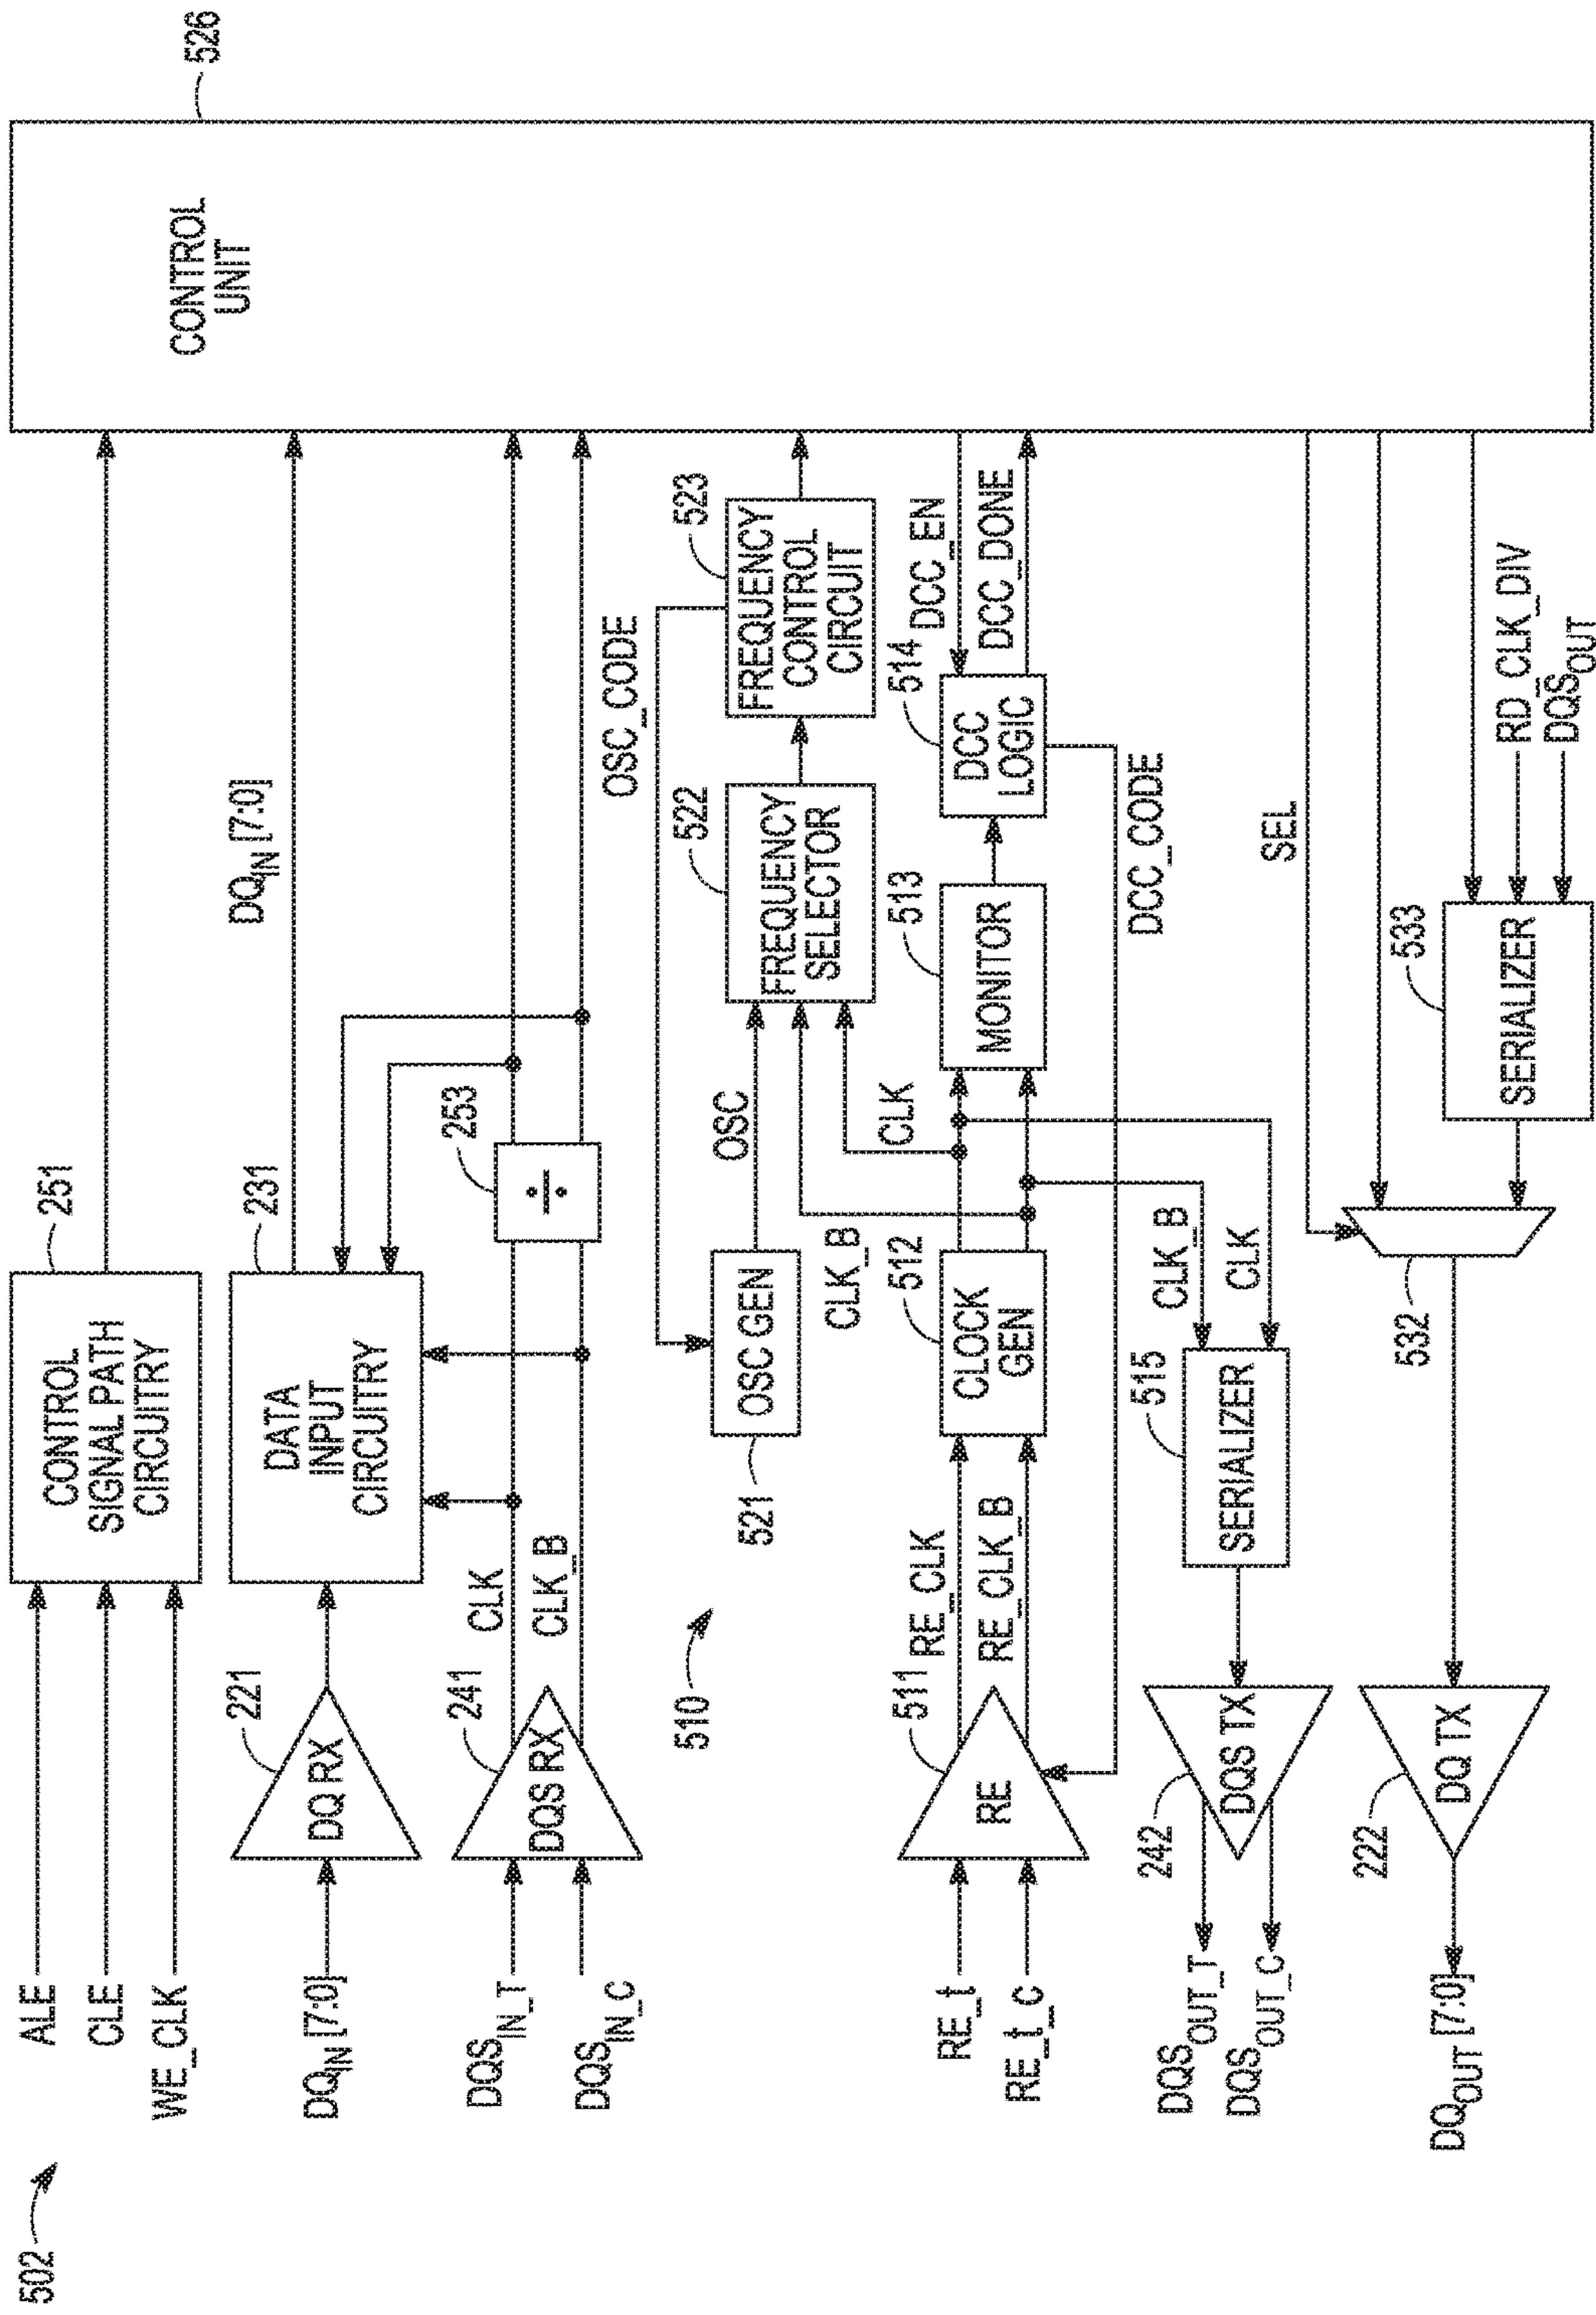 502
ALE
CLE
WE_CLK
CONTROL
SIGNAL PATH
CIRCUITRY
251
CONTROL
UNIT
526
DQIN [7:0]
DQ RX
221
DATA
INPUT
CIRCUITRY
231
DQIN [7:0]
DQSIN_T
DQSIN_C
DQS RX
241
CLK
CLK_B
÷
253
510
OSC GEN
521
OSC
OSC_CODE
FREQUENCY
SELECTOR
522
FREQUENCY
CONTROL
CIRCUIT
523
CLK_B
CLK
RE_t
RE_t_c
RE
511
RE_CLK
RE_CLK_B
CLOCK
GEN
512
MONITOR
513
DCC
LOGIC
514
DCC_EN
DCC_DONE
DCC_CODE
DQSOUT_T
DQSOUT_C
DQS TX
242
SERIALIZER
515
CLK_B
CLK
SEL
DQOUT [7:0]
DQ TX
222
532
SERIALIZER
533
RD_CLK_DIV
DQSOUT